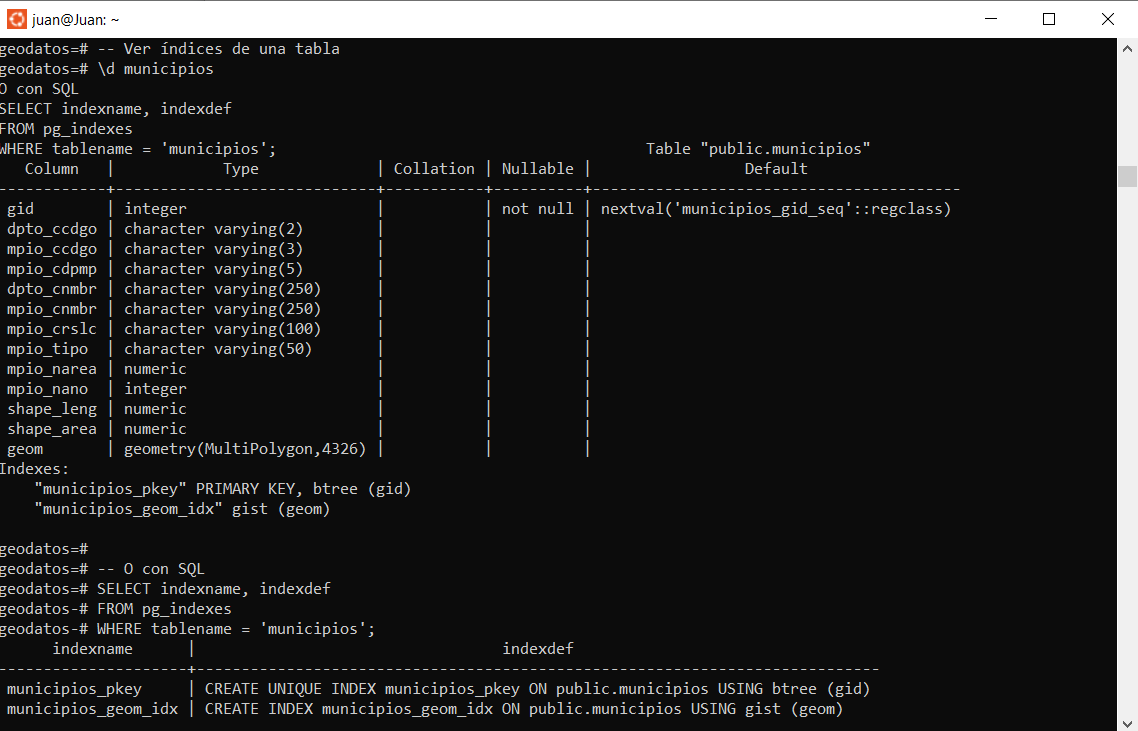 juan@Juan: ~
geodatos=# -- Ver índices de una tabla
geodatos=# \d municipios
O con SQL
SELECT indexname, indexdef
FROM pg_indexes
WHERE tablename = 'municipios';                                         Table "public.municipios"
   Column   |            Type             | Collation | Nullable |                 Default
------------+-----------------------------+-----------+----------+-----------------------------------------
 gid        | integer                     |           | not null | nextval('municipios_gid_seq'::regclass)
 dpto_ccdgo | character varying(2)        |           |          |
 mpio_ccdgo | character varying(3)        |           |          |
 mpio_cdpmp | character varying(5)        |           |          |
 dpto_cnmbr | character varying(250)      |           |          |
 mpio_cnmbr | character varying(250)      |           |          |
 mpio_crslc | character varying(100)      |           |          |
 mpio_tipo  | character varying(50)       |           |          |
 mpio_narea | numeric                     |           |          |
 mpio_nano  | integer                     |           |          |
 shape_leng | numeric                     |           |          |
 shape_area | numeric                     |           |          |
 geom       | geometry(MultiPolygon,4326) |           |          |
Indexes:
    "municipios_pkey" PRIMARY KEY, btree (gid)
    "municipios_geom_idx" gist (geom)
geodatos=#
geodatos=# -- O con SQL
geodatos=# SELECT indexname, indexdef
geodatos-# FROM pg_indexes
geodatos-# WHERE tablename = 'municipios';
      indexname      |                                  indexdef
---------------------+----------------------------------------------------------------------------
 municipios_pkey     | CREATE UNIQUE INDEX municipios_pkey ON public.municipios USING btree (gid)
 municipios_geom_idx | CREATE INDEX municipios_geom_idx ON public.municipios USING gist (geom)